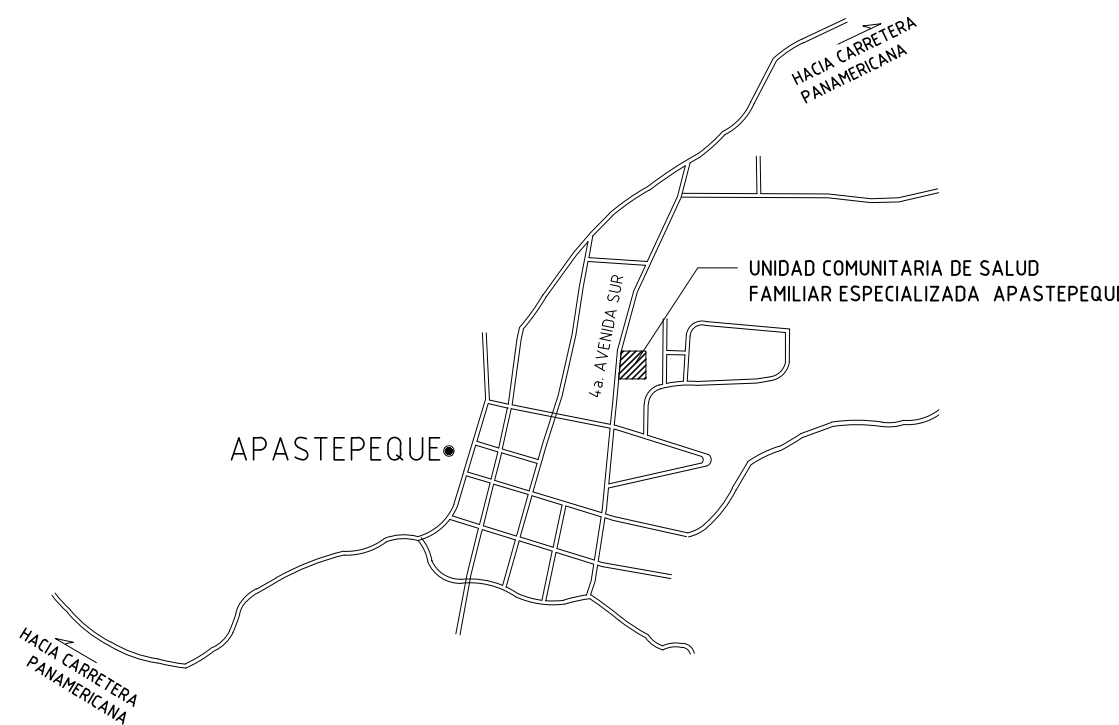 HACIA CARRETERA
PANAMERICANA
UNIDAD COMUNITARIA DE SALUD
FAMILIAR ESPECIALIZADA APASTEPEQUE
4a. AVENIDA SUR
APASTEPEQUE
HACIA CARRETERA
PANAMERICANA